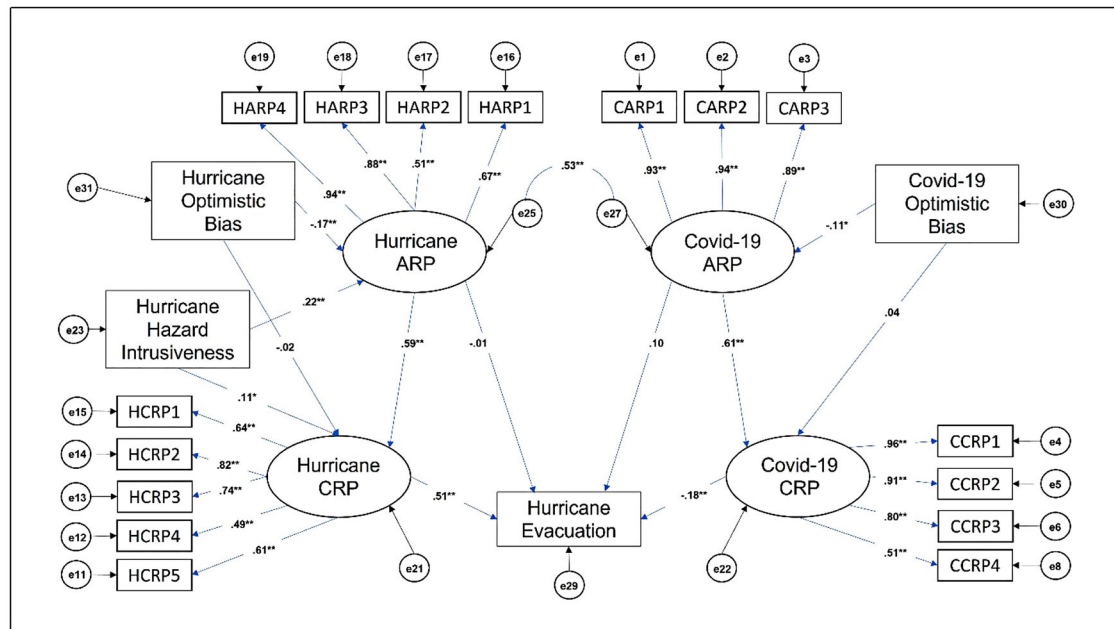 e19
e18
e17
e16
e1
e2
e3
HARP4
HARP3
HARP2
HARP1
CARP1
CARP2
CARP3
.94**
.88**
.51**
.67**
.53**
.93**
.94**
.89**
e31
Hurricane
Optimistic
Bias
-.17**
Hurricane
ARP
e25
e27
Covid-19
ARP
-.11*
Covid-19
Optimistic
Bias
e30
e23
Hurricane
Hazard
Intrusiveness
.22**
-.02
.59**
-.01
.10
.61**
.04
.11*
e15
HCRP1
.64**
e14
HCRP2
.82**
e13
HCRP3
.74**
e12
HCRP4
.49**
e11
HCRP5
.61**
Hurricane
CRP
e21
.51**
Hurricane
Evacuation
e29
-.18**
Covid-19
CRP
e22
.96**
CCRP1
e4
.91**
CCRP2
e5
.80**
CCRP3
e6
.51**
CCRP4
e8